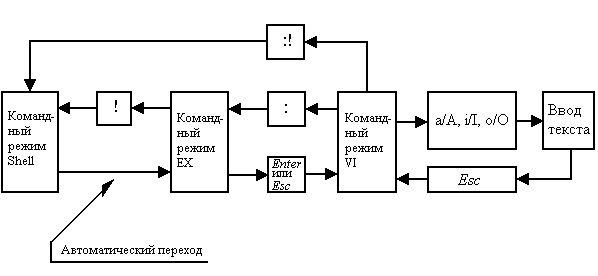 :!
Команд-
ный
режим
Shell
!
Команд-
ный
режим
EX
:
Enter
или
Esc
Команд-
ный
режим
VI
a/A, i/I, o/O
Ввод
текста
Esc
Автоматический переход